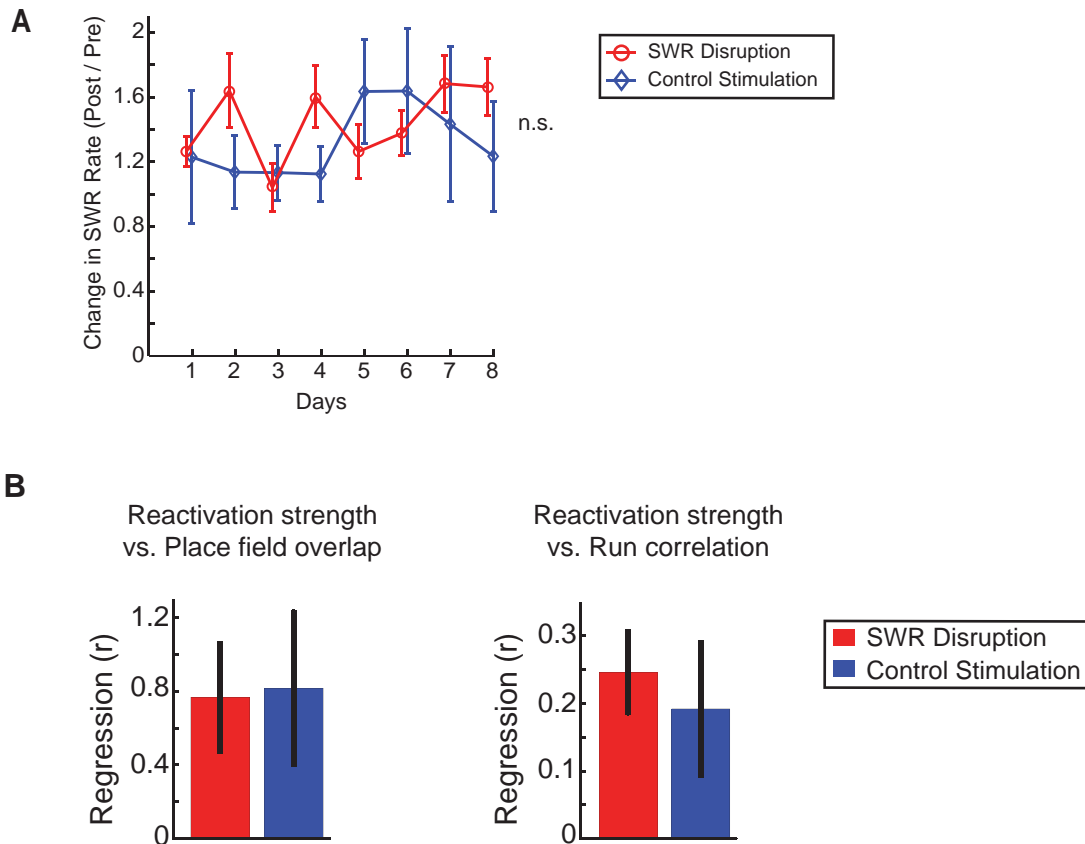 A
Change in SWR Rate (Post / Pre)
2
1.6
1.2
0.8
0.4
0
1 2 3 4 5 6 7 8
Days
SWR Disruption
Control Stimulation
n.s.
B
Reactivation strength
vs. Place field overlap
Regression (r)
1.2
0.8
0.4
0
Reactivation strength
vs. Run correlation
Regression (r)
0.3
0.2
0.1
0
SWR Disruption
Control Stimulation